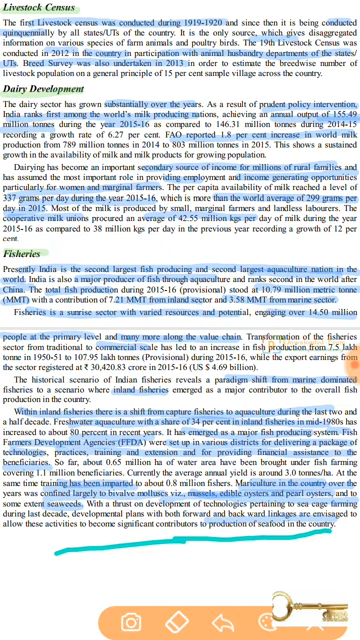 Livestock Census
The first Livestock census was conducted during 1919-1920 and since then it is being conducted
quinquennially by all states/UTs of the country. It is the only source, which gives disaggregated
information on various species of farm animals and poultry birds. The 19th Livestock Census was
conducted in 2012 in the country in participation with animal husbandry departments of the states/
UTs. Breed Survey was also undertaken in 2013 in order to estimate the breedwise number of
livestock population on a general principle of 15 per cent sample village across the country.
Dairy Development
The dairy sector has grown substantially over the years. As a result of prudent policy intervention,
India ranks first among the world's milk producing nations, achieving an annual output of 155.49
million tonnes during the year 2015-16 as compared to 146.31 million tonnes during 2014-15
recording a growth rate of 6.27 per cent. FAO reported 1.8 per cent increase in world milk
production from 789 million tonnes in 2014 to 803 million tonnes in 2015. This shows a sustained
growth in the availability of milk and milk products for growing population.
Dairying has become an important secondary source of income for millions of rural families and
has assumed the most important role in providing employment and income generating opportunities
particularly for women and marginal farmers. The per capita availability of milk reached a level of
337 grams per day during the year 2015-16, which is more than the world average of 299 grams per
day in 2015. Most of the milk is produced by small, marginal farmers and landless labourers. The
cooperative milk unions procured an average of 42.55 million kgs per day of milk during the year
2015-16 as compared to 38 million kgs per day in the previous year recording a growth of 12 per
cent.
Fisheries
Presently India is the second largest fish producing and second largest aquaculture nation in the
world. India is also a major producer of fish through aquaculture and ranks second in the world after
China. The total fish production during 2015-16 (provisional) stood at 10.79 million metric tonne
(MMT) with a contribution of 7.21 MMT from inland sector and 3.58 MMT from marine sector.
Fisheries is a sunrise sector with varied resources and potential, engaging over 14.50 million
people at the primary level and many more along the value chain. Transformation of the fisheries
sector from traditional to commercial scale has led to an increase in fish production from 7.5 lakh
tonne in 1950-51 to 107.95 lakh tonnes (Provisional) during 2015-16, while the export earnings from
the sector registered at ₹ 30,420.83 crore in 2015-16 (US $ 4.69 billion).
The historical scenario of Indian fisheries reveals a paradigm shift from marine dominated
fisheries to a scenario where inland fisheries emerged as a major contributor to the overall fish
production in the country.
Within inland fisheries there is a shift from capture fisheries to aquaculture during the last two and
a half decade. Freshwater aquaculture with a share of 34 per cent in inland fisheries in mid-1980s has
increased to about 80 percent in recent years. It has emerged as a major fish producing system. Fish
Farmers Development Agencies (FFDA) were set up in various districts for delivering a package of
technologies, practices, training and extension and for providing financial assistance to the
beneficiaries. So far, about 0.65 million ha of water area have been brought under fish farming
covering 1.1 million beneficiaries. Currently the average annual yield is around 3.0 tonnes/ha. At the
same time training has been imparted to about 0.8 million fishers. Mariculture in the country over the
years was confined largely to bivalve molluscs viz., mussels, edible oysters and pearl oysters, and to
some extent seaweeds. With a thrust on development of technologies pertaining to sea cage farming
during last decade, developmental plans with both forward and back ward linkages are envisaged to
allow these activities to become significant contributors to production of seafood in the country.